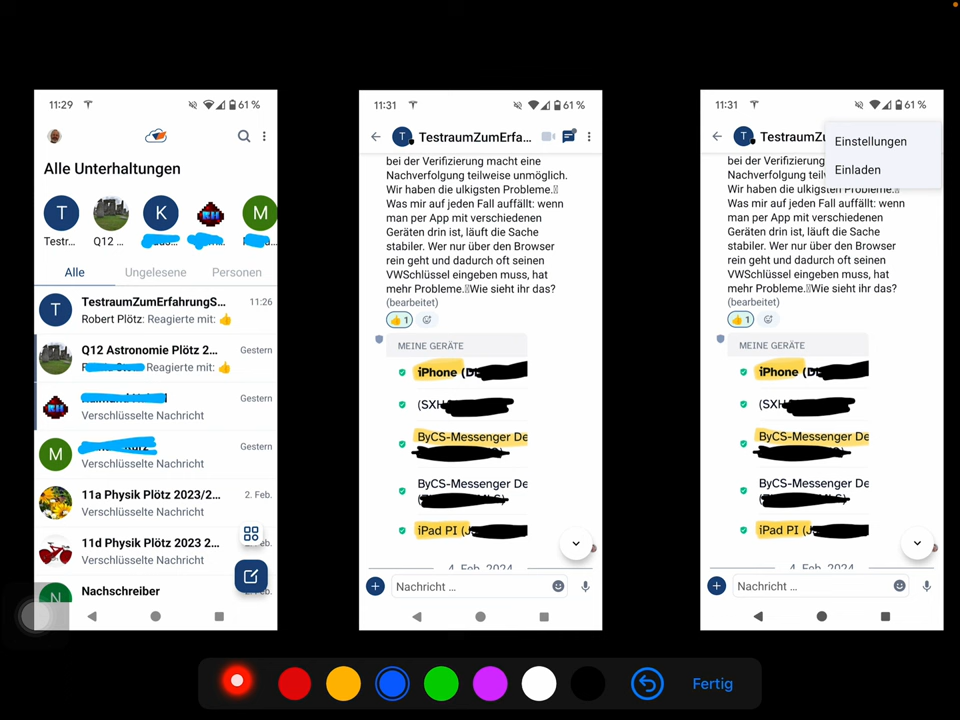 11:29
61 %
Alle Unterhaltungen
T
K
M
Testr...
Q12 ...
Alle
Ungelesene
Personen
T
TestraumZumErfahrungS...
11:26
Robert Plötz: Reagierte mit: 👍
Q12 Astronomie Plötz 2...
Gestern
Reagierte mit: 👍
Gestern
Verschlüsselte Nachricht
M
Gestern
Verschlüsselte Nachricht
11a Physik Plötz 2023/2...
2. Feb.
Verschlüsselte Nachricht
11d Physik Plötz 2023 2...
Verschlüsselte Nachricht
N
Nachschreiber
11:31
61 %
T
TestraumZumErfa...
bei der Verifizierung macht eine
Nachverfolgung teilweise unmöglich.
Wir haben die ulkigsten Probleme.
Was mir auf jeden Fall auffällt: wenn
man per App mit verschiedenen
Geräten drin ist, läuft die Sache
stabiler. Wer nur über den Browser
rein geht und dadurch oft seinen
VWSchlüssel eingeben muss, hat
mehr Probleme. Wie sieht ihr das?
(bearbeitet)
👍 1
MEINE GERÄTE
iPhone
(SXH
ByCS-Messenger De
ByCS-Messenger De
iPad PI
4. Feb. 2024
Nachricht ...
11:31
61 %
T
TestraumZu
Einstellungen
Einladen
bei der Verifizierung
Nachverfolgung
Wir haben die ulkigsten Probleme.
Was mir auf jeden Fall auffällt: wenn
man per App mit verschiedenen
Geräten drin ist, läuft die Sache
stabiler. Wer nur über den Browser
rein geht und dadurch oft seinen
VWSchlüssel eingeben muss, hat
mehr Probleme. Wie sieht ihr das?
(bearbeitet)
👍 1
MEINE GERÄTE
iPhone
(SXH
ByCS-Messenger De
ByCS-Messenger De
iPad PI
4. Feb. 2024
Nachricht ...
Fertig